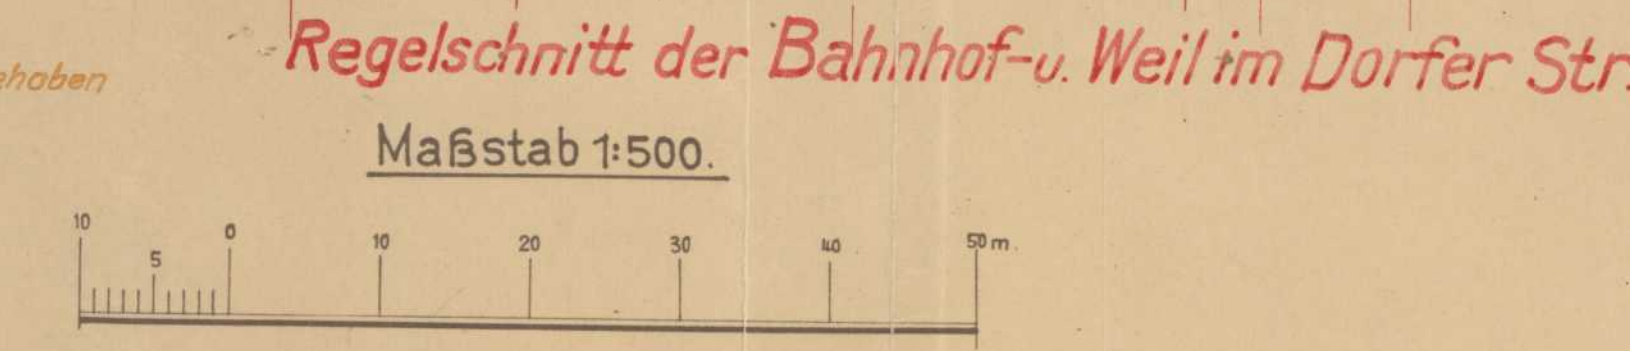 Regelschnitt der Bahnhof-u. Weil im Dorfer Str.
Maßstab 1:500.
10 5 0 10 20 30 40 50 m.